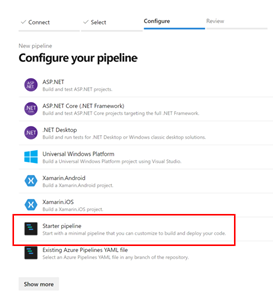 Connect
Select
Configure
Review
New pipeline
Configure your pipeline
ASP.NET
Build and test ASP.NET projects.
ASP.NET Core (.NET Framework)
Build and test ASP.NET Core projects targeting the full .NET Framework.
.NET Desktop
Build and run tests for .NET Desktop or Windows classic desktop solutions.
Universal Windows Platform
Build a Universal Windows Platform project using Visual Studio.
Xamarin.Android
Build a Xamarin.Android project.
Xamarin.iOS
Build a Xamarin.iOS project.
Starter pipeline
Start with a minimal pipeline that you can customize to build and deploy your code.
Existing Azure Pipelines YAML file
Select an Azure Pipelines YAML file in any branch of the repository.
Show more